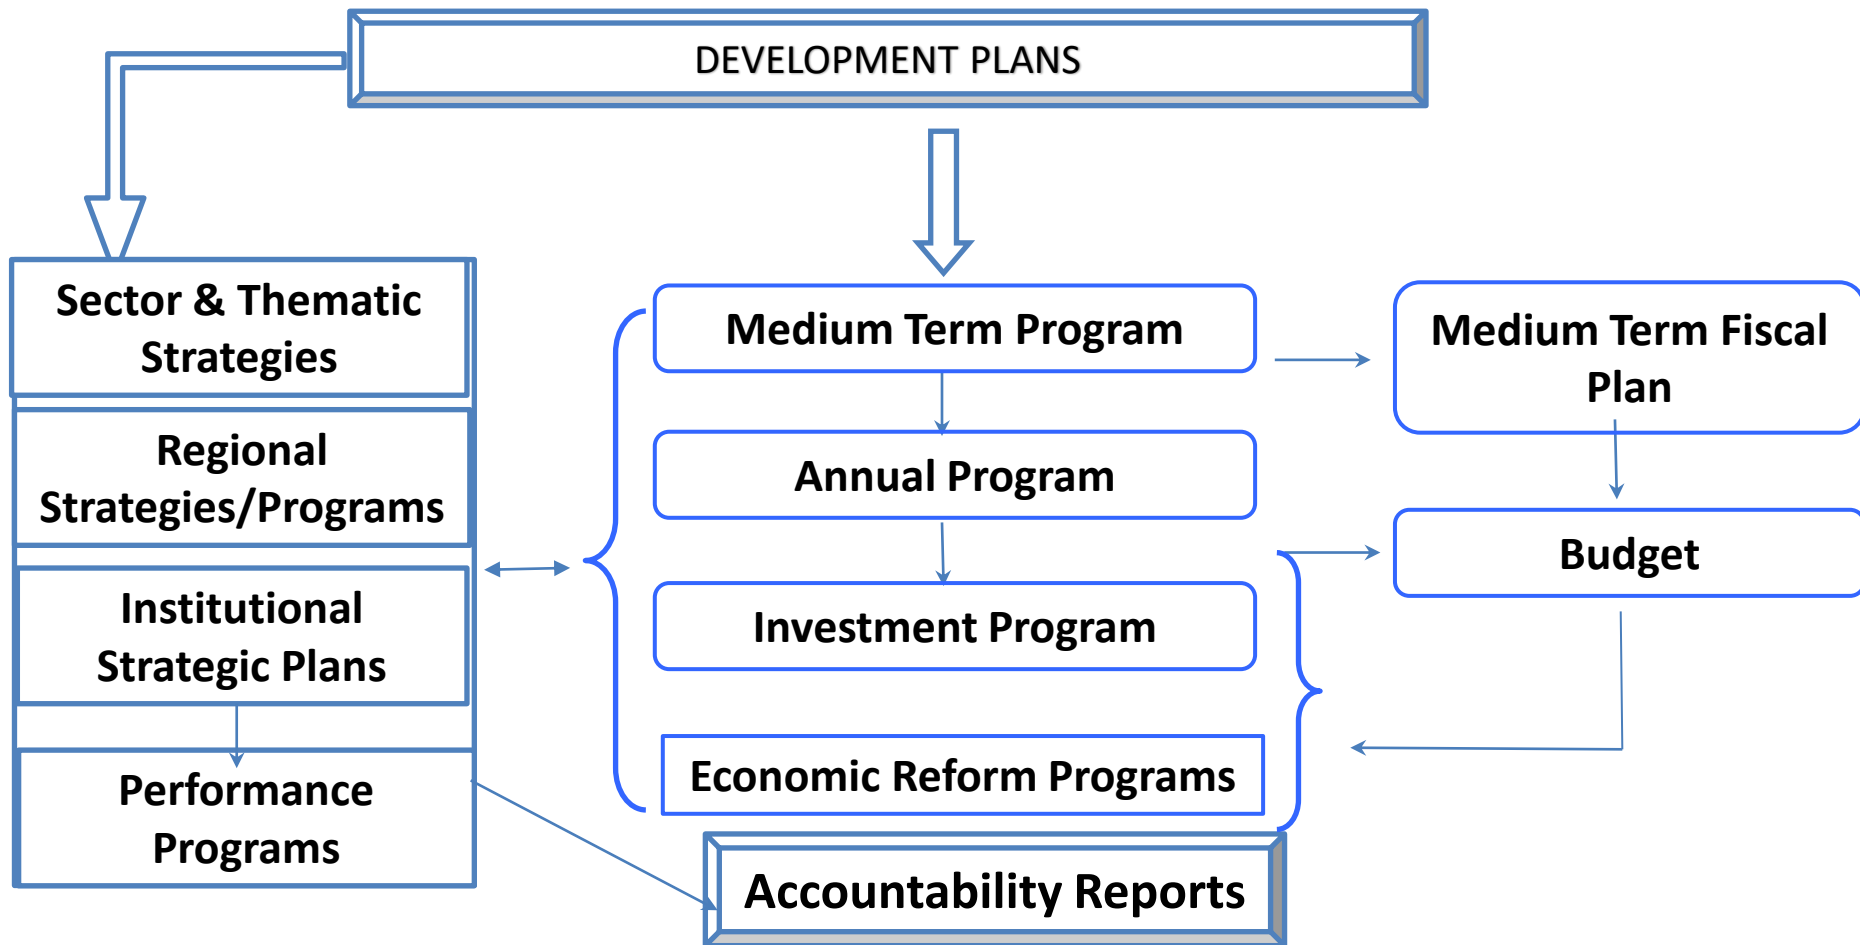 DEVELOPMENT PLANS
Sector & Thematic
Strategies
Regional
Strategies/Programs
Institutional
Strategic Plans
Performance
Programs
Medium Term Program
Annual Program
Investment Program
Economic Reform Programs
Accountability Reports
Medium Term Fiscal
Plan
Budget